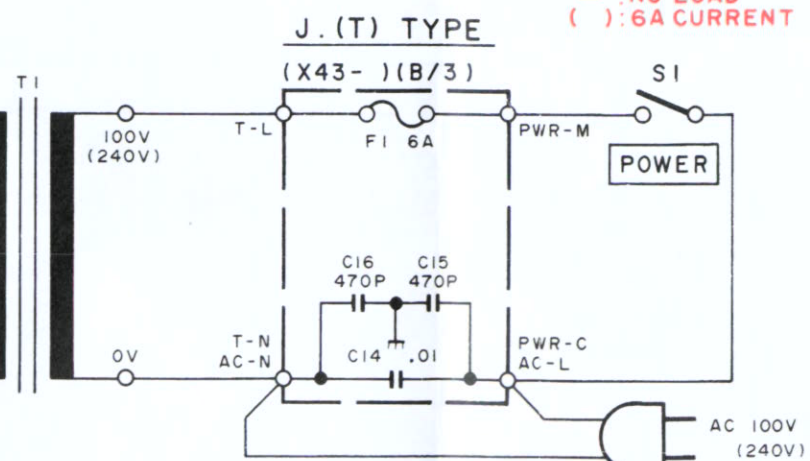 ( ): 6A CURRENT
J. (T) TYPE
(X43- )(B/3)
T1
S1
100V
(240V)
T-L
F1 6A
PWR-M
POWER
C16
470P
C15
470P
0V
T-N
AC-N
C14 .01
PWR-C
AC-L
AC 100V
(240V)